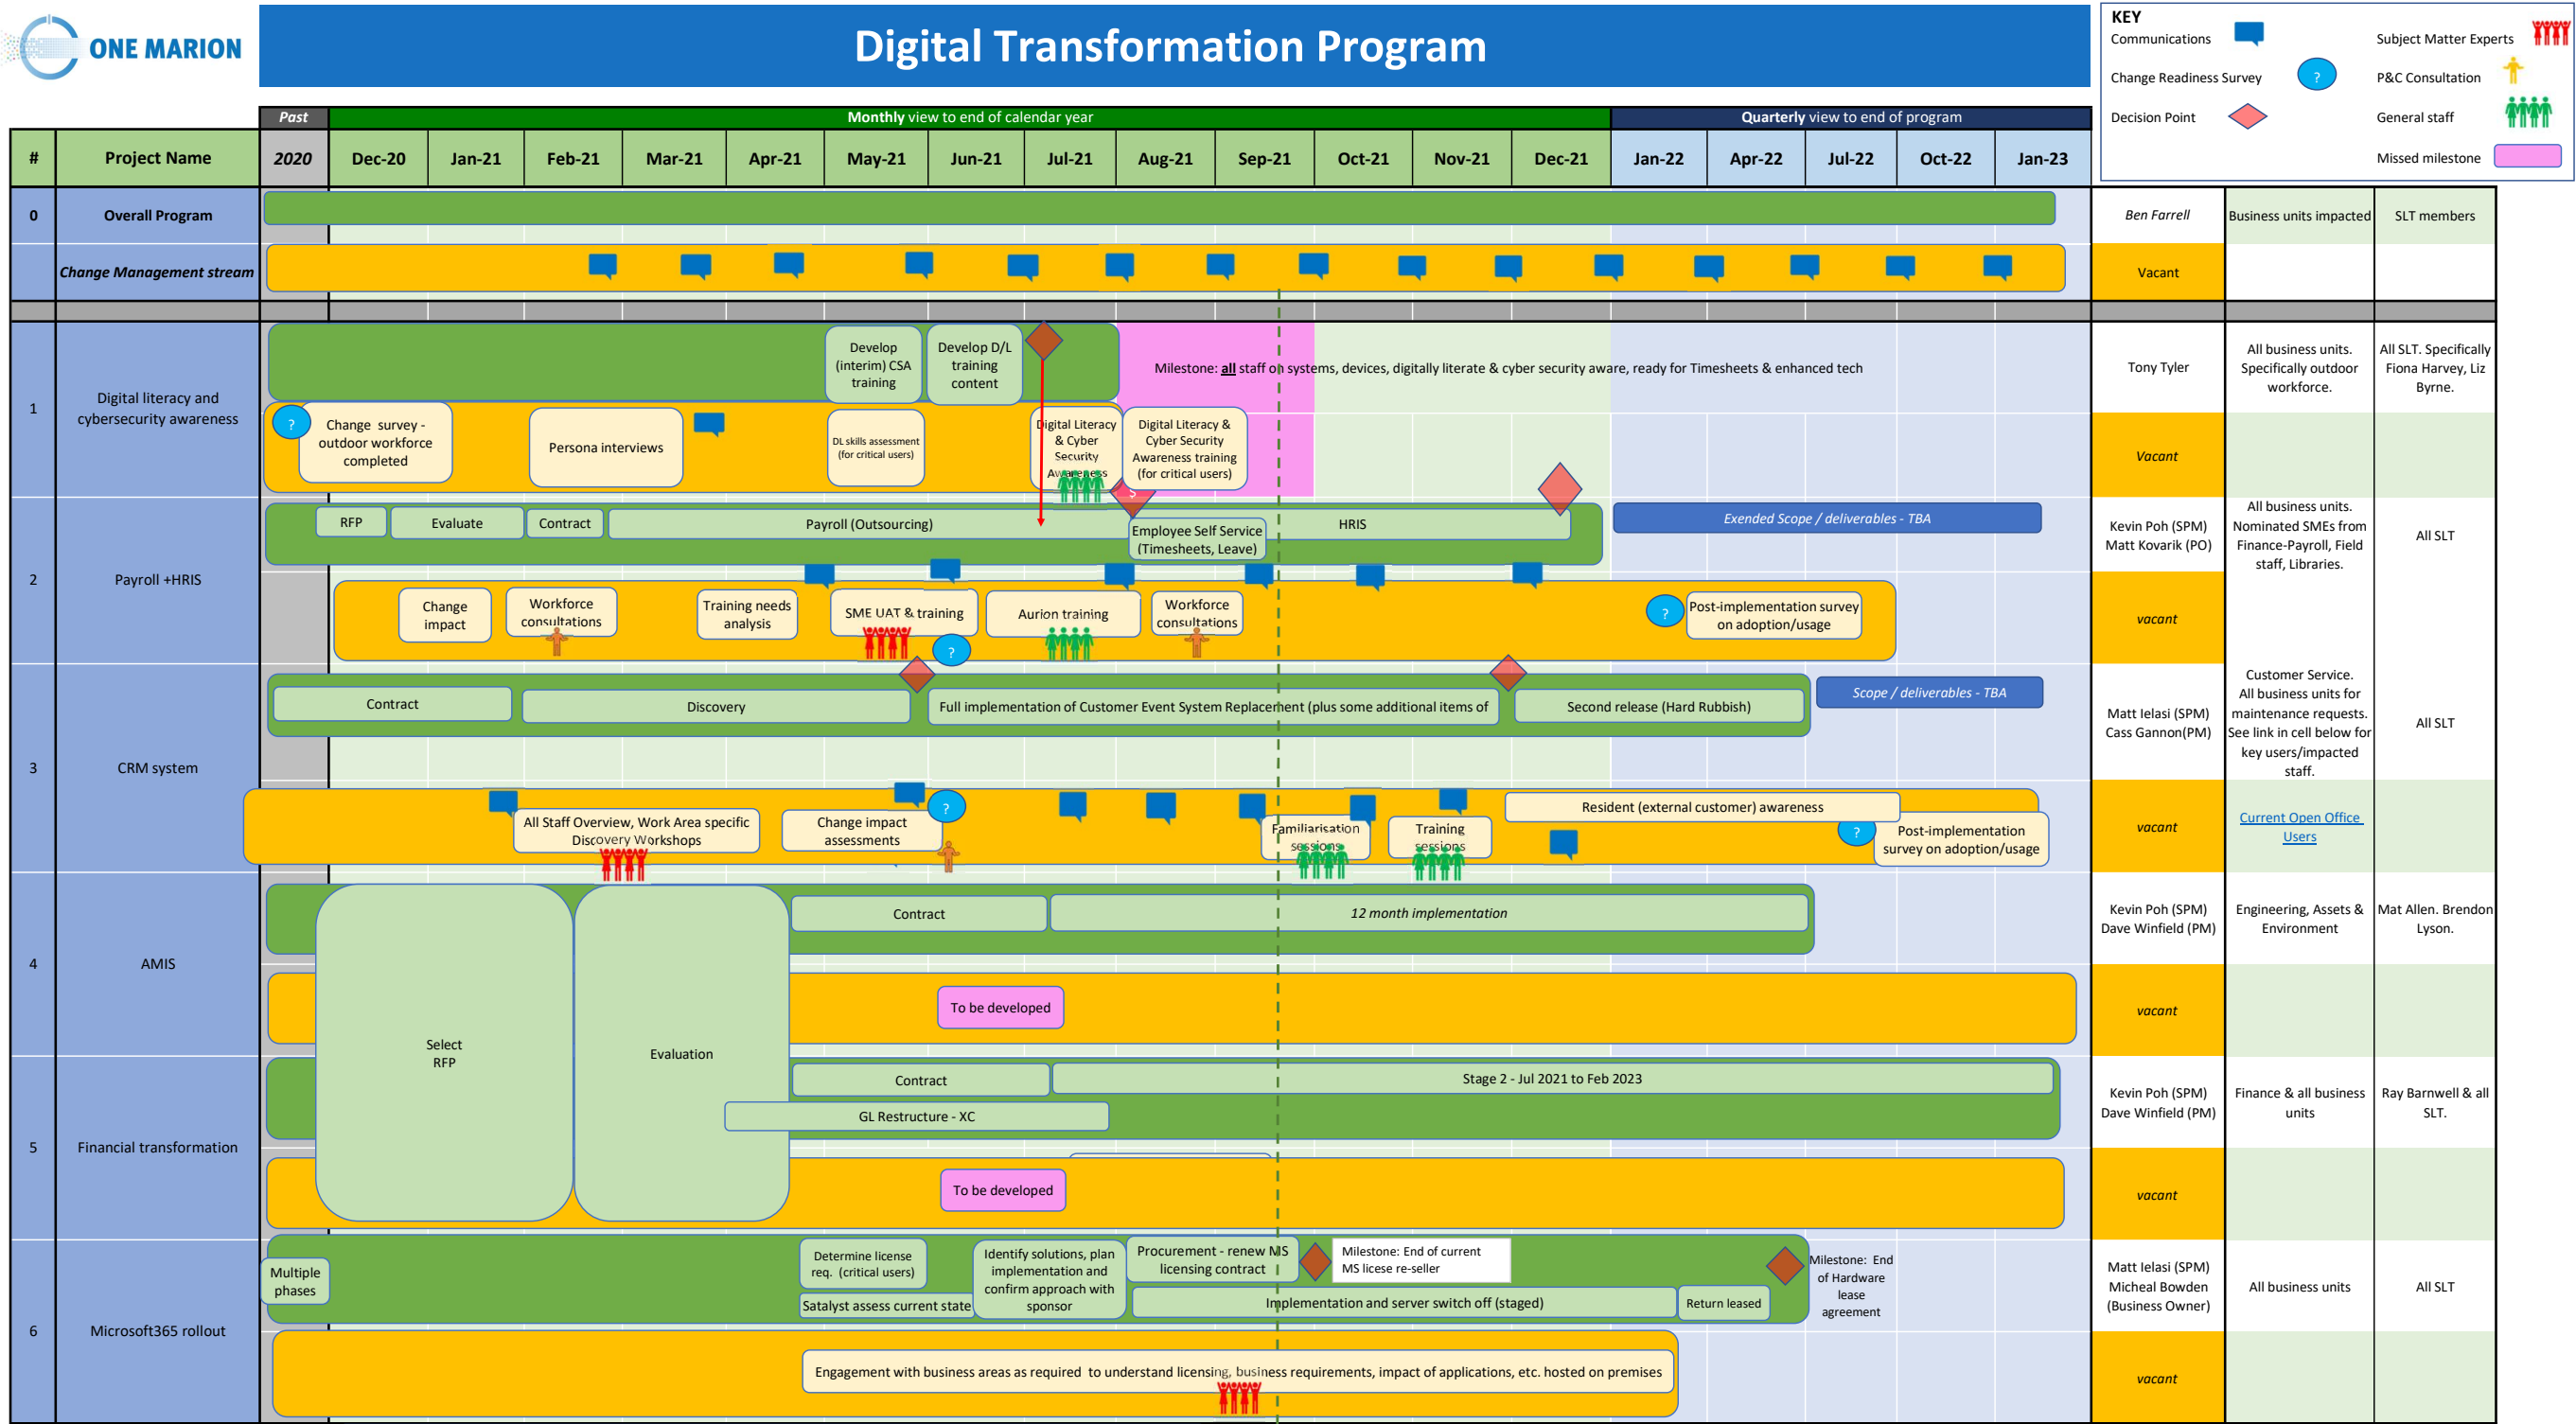 ONE MARION
Digital Transformation Program
KEY
Communications
Subject Matter Experts
Change Readiness Survey
?
P&C Consultation
Decision Point
General staff
Missed milestone
Past
Monthly view to end of calendar year
Quarterly view to end of program
#
Project Name
2020
Dec-20
Jan-21
Feb-21
Mar-21
Apr-21
May-21
Jun-21
Jul-21
Aug-21
Sep-21
Oct-21
Nov-21
Dec-21
Jan-22
Apr-22
Jul-22
Oct-22
Jan-23
0
Overall Program
Ben Farrell
Business units impacted
SLT members
Change Management stream
Vacant
1
Digital literacy and
cybersecurity awareness
Develop
(interim) CSA
training
Develop D/L
training
content
Milestone: all staff on systems, devices, digitally literate & cyber security aware, ready for Timesheets & enhanced tech
Tony Tyler
All business units.
Specifically outdoor
workforce.
All SLT. Specifically
Fiona Harvey, Liz
Byrne.
?
Change survey -
outdoor workforce
completed
Persona interviews
DL skills assessment
(for critical users)
Digital Literacy
& Cyber
Security
Awareness
Digital Literacy &
Cyber Security
Awareness training
(for critical users)
$
Vacant
2
Payroll +HRIS
RFP
Evaluate
Contract
Payroll (Outsourcing)
Employee Self Service
(Timesheets, Leave)
HRIS
Exended Scope / deliverables - TBA
Kevin Poh (SPM)
Matt Kovarik (PO)
All business units.
Nominated SMEs from
Finance-Payroll, Field
staff, Libraries.
All SLT
Change
impact
Workforce
consultations
Training needs
analysis
SME UAT & training
?
Aurion training
Workforce
consultations
?
Post-implementation survey
on adoption/usage
vacant
3
CRM system
Contract
Discovery
Full implementation of Customer Event System Replacement (plus some additional items of
Second release (Hard Rubbish)
Scope / deliverables - TBA
Matt Ielasi (SPM)
Cass Gannon(PM)
Customer Service.
All business units for
maintenance requests.
See link in cell below for
key users/impacted
staff.
All SLT
All Staff Overview, Work Area specific
Discovery Workshops
Change impact
assessments
?
Familiarisation
sessions
Training
sessions
Resident (external customer) awareness
?
Post-implementation
survey on adoption/usage
vacant
Current Open Office
Users
4
AMIS
Select
RFP
Evaluation
Contract
12 month implementation
Kevin Poh (SPM)
Dave Winfield (PM)
Engineering, Assets &
Environment
Mat Allen. Brendon
Lyson.
To be developed
vacant
5
Financial transformation
Contract
Stage 2 - Jul 2021 to Feb 2023
GL Restructure - XC
Kevin Poh (SPM)
Dave Winfield (PM)
Finance & all business
units
Ray Barnwell & all
SLT.
To be developed
vacant
6
Microsoft365 rollout
Multiple
phases
Determine license
req. (critical users)
Satalyst assess current state
Identify solutions, plan
implementation and
confirm approach with
sponsor
Procurement - renew MS
licensing contract
Milestone: End of current
MS licese re-seller
Implementation and server switch off (staged)
Return leased
Milestone: End
of Hardware
lease
agreement
Matt Ielasi (SPM)
Micheal Bowden
(Business Owner)
All business units
All SLT
Engagement with business areas as required to understand licensing, business requirements, impact of applications, etc. hosted on premises
vacant